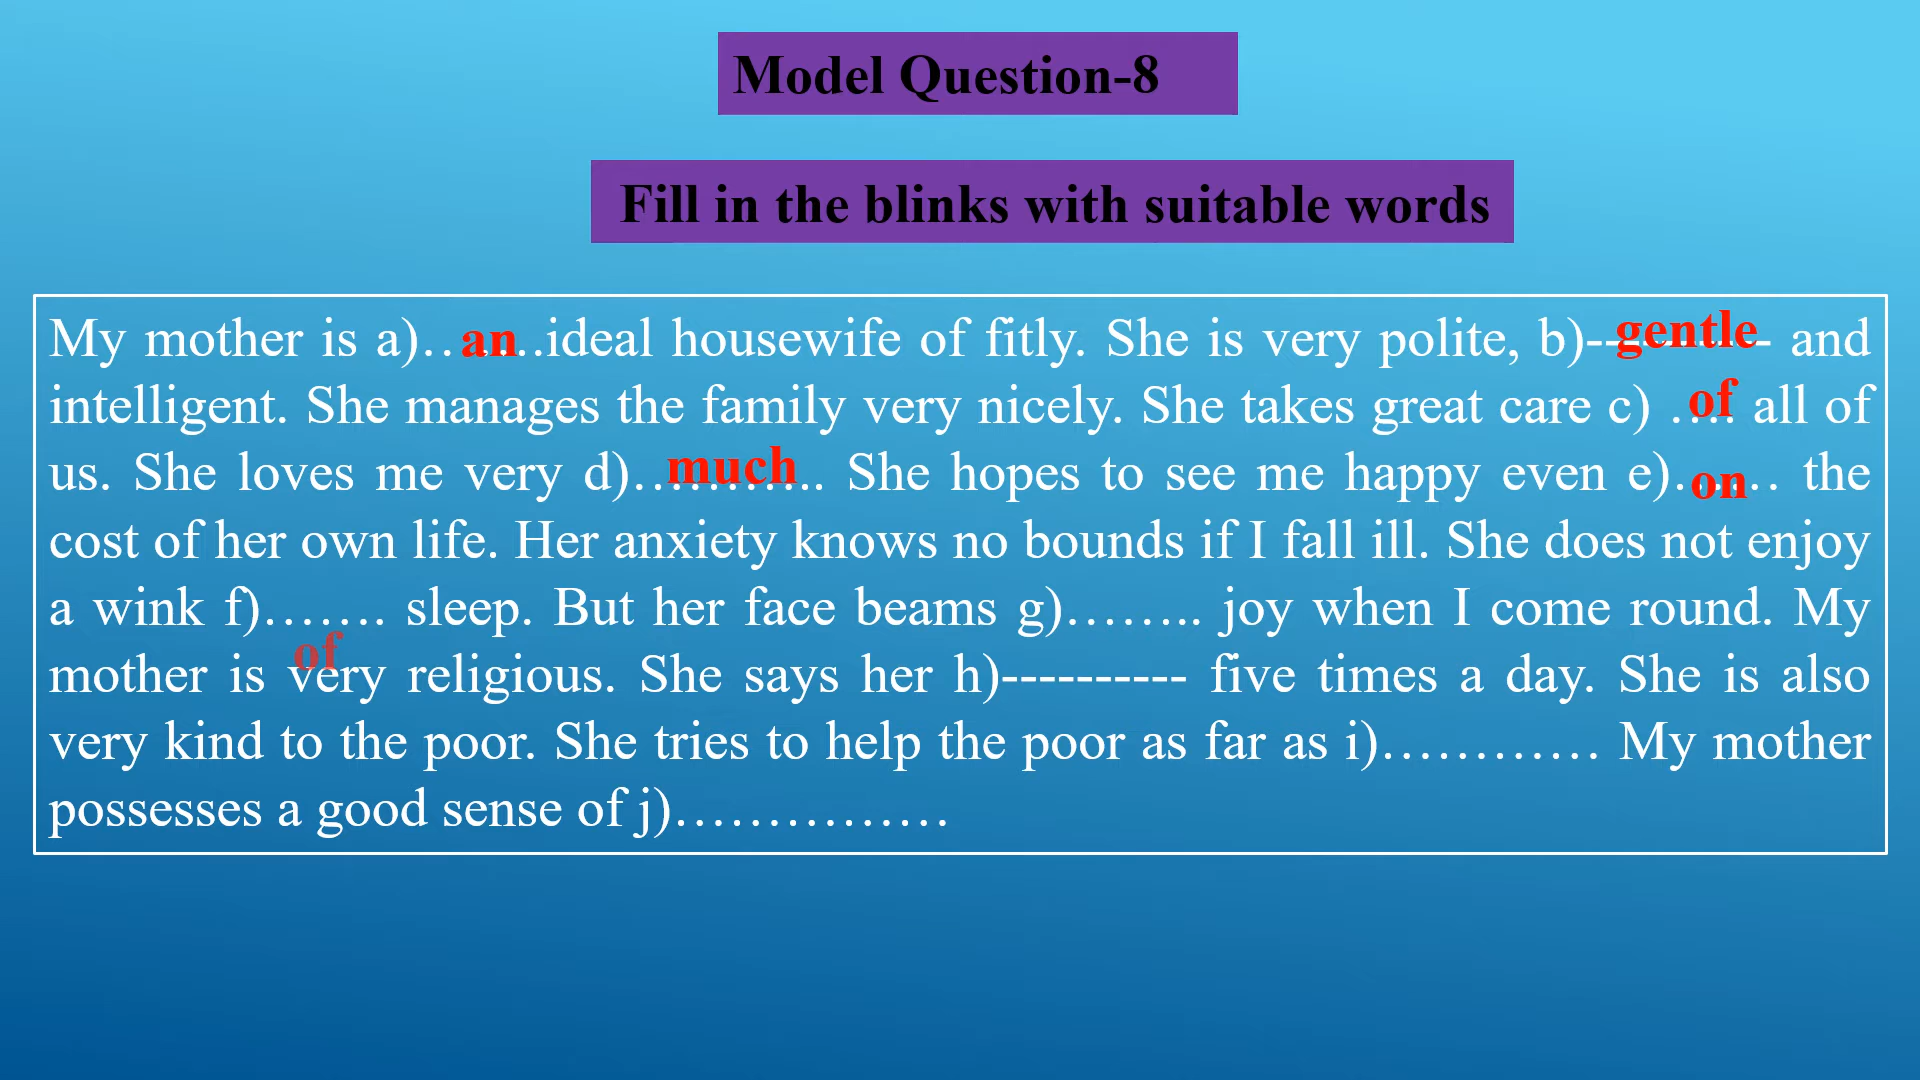 Model Question-8
Fill in the blinks with suitable words
My mother is a)……an…..ideal housewife of fitly. She is very polite, b)---gentle--- and
intelligent. She manages the family very nicely. She takes great care c) ..of.. all of
us. She loves me very d)…much….. She hopes to see me happy even e)…on… the
cost of her own life. Her anxiety knows no bounds if I fall ill. She does not enjoy
a wink f)……. sleep. But her face beams g)…….. joy when I come round. My
of
mother is very religious. She says her h)---------- five times a day. She is also
very kind to the poor. She tries to help the poor as far as i)………… My mother
possesses a good sense of j)……………